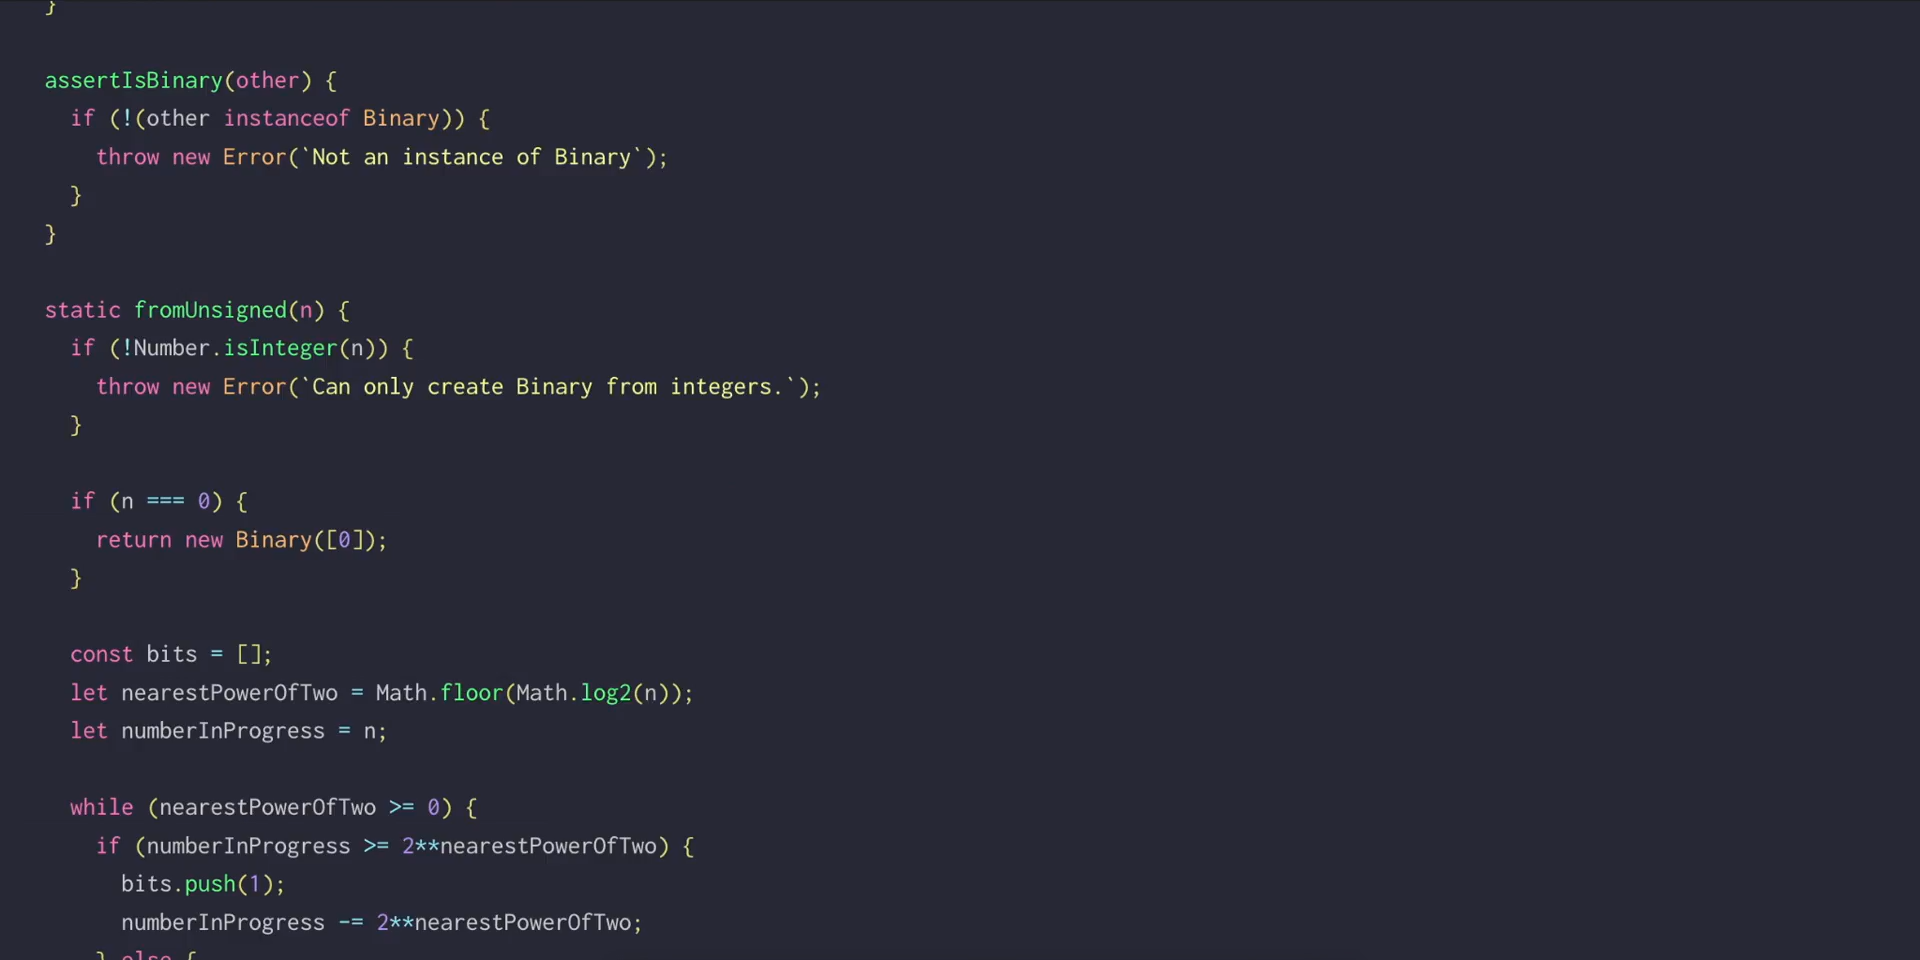 }
assertIsBinary(other) {
if (!(other instanceof Binary)) {
throw new Error(`Not an instance of Binary`);
}
}
static fromUnsigned(n) {
if (!Number.isInteger(n)) {
throw new Error(`Can only create Binary from integers.`);
}
if (n === 0) {
return new Binary([0]);
}
const bits = [];
let nearestPowerOfTwo = Math.floor(Math.log2(n));
let numberInProgress = n;
while (nearestPowerOfTwo >= 0) {
if (numberInProgress >= 2**nearestPowerOfTwo) {
bits.push(1);
numberInProgress -= 2**nearestPowerOfTwo;
} else {